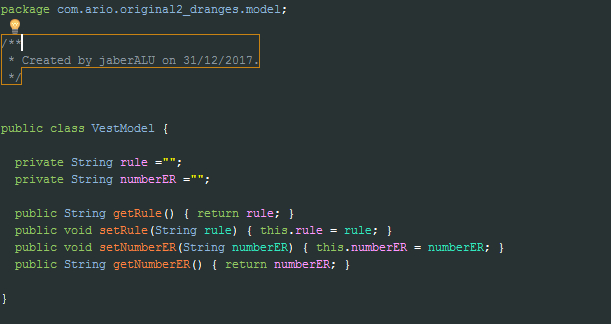 package com.ario.original2_dranges.model;
/**
 * Created by jaberALU on 31/12/2017.
 */
public class VestModel {
private String rule ="";
private String numberER ="";
public String getRule() { return rule; }
public void setRule(String rule) { this.rule = rule; }
public void setNumberER(String numberER) { this.numberER = numberER; }
public String getNumberER() { return numberER; }
}